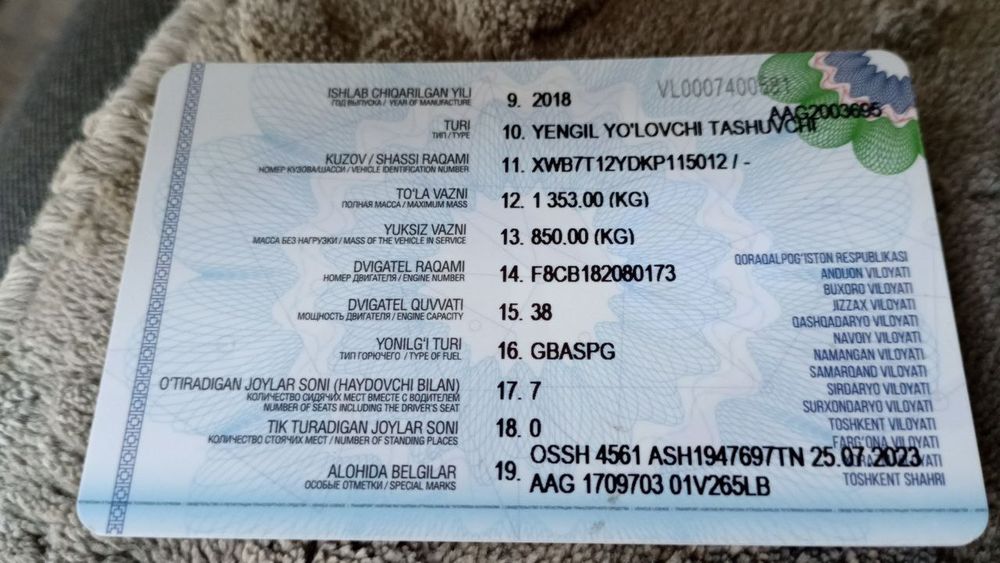 VL0007400581
AAG2003695
ISHLAB CHIQARILGAN YILI
ГОД ВЫПУСКА / YEAR OF MANUFACTURE
9. 2018
TURI
ТИП / TYPE
10. YENGIL YO'LOVCHI TASHUVCHI
KUZOV / SHASSI RAQAMI
НОМЕР КУЗОВА/ШАССИ / VEHICLE IDENTIFICATION NUMBER
11. XWB7T12YDKP115012 / -
TO'LA VAZNI
ПОЛНАЯ МАССА / MAXIMUM MASS
12. 1 353.00 (KG)
YUKSIZ VAZNI
МАССА БЕЗ НАГРУЗКИ / MASS OF THE VEHICLE IN SERVICE
13. 850.00 (KG)
DVIGATEL RAQAMI
НОМЕР ДВИГАТЕЛЯ / ENGINE NUMBER
14. F8CB182080173
DVIGATEL QUVVATI
МОЩНОСТЬ ДВИГАТЕЛЯ / ENGINE CAPACITY
15. 38
YONILG'I TURI
ТИП ГОРЮЧЕГО / TYPE OF FUEL
16. GBASPG
O'TIRADIGAN JOYLAR SONI (HAYDOVCHI BILAN)
КОЛИЧЕСТВО СИДЯЧИХ МЕСТ ВМЕСТЕ С ВОДИТЕЛЕМ
NUMBER OF SEATS INCLUDING THE DRIVER'S SEAT
17. 7
TIK TURADIGAN JOYLAR SONI
КОЛИЧЕСТВО СТОЯЧИХ МЕСТ / NUMBER OF STANDING PLACES
18. 0
ALOHIDA BELGILAR
ОСОБЫЕ ОТМЕТКИ / SPECIAL MARKS
19. OSSH 4561 ASH1947697TN 25.07.2023
AAG 1709703 01V265LB
QORAQALPOG'ISTON RESPUBLIKASI
ANDIJON VILOYATI
BUXORO VILOYATI
JIZZAX VILOYATI
QASHQADARYO VILOYATI
NAVOIY VILOYATI
NAMANGAN VILOYATI
SAMARQAND VILOYATI
SIRDARYO VILOYATI
SURXONDARYO VILOYATI
TOSHKENT VILOYATI
FARG'ONA VILOYATI
TOSHKENT SHAHRI